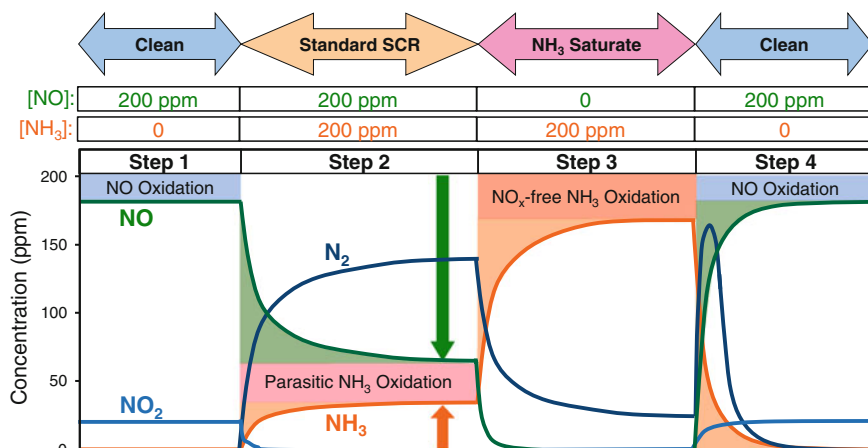 Clean Standard SCR NH₃ Saturate Clean
[NO]: 200 ppm 200 ppm 0 200 ppm
[NH₃]: 0 200 ppm 200 ppm 0
Step 1 Step 2 Step 3 Step 4
200
NO Oxidation
NOₓ-free NH₃ Oxidation
NO Oxidation
NO
150
N₂
100
Concentration (ppm)
50
Parasitic NH₃ Oxidation
NO₂
NH₃
0